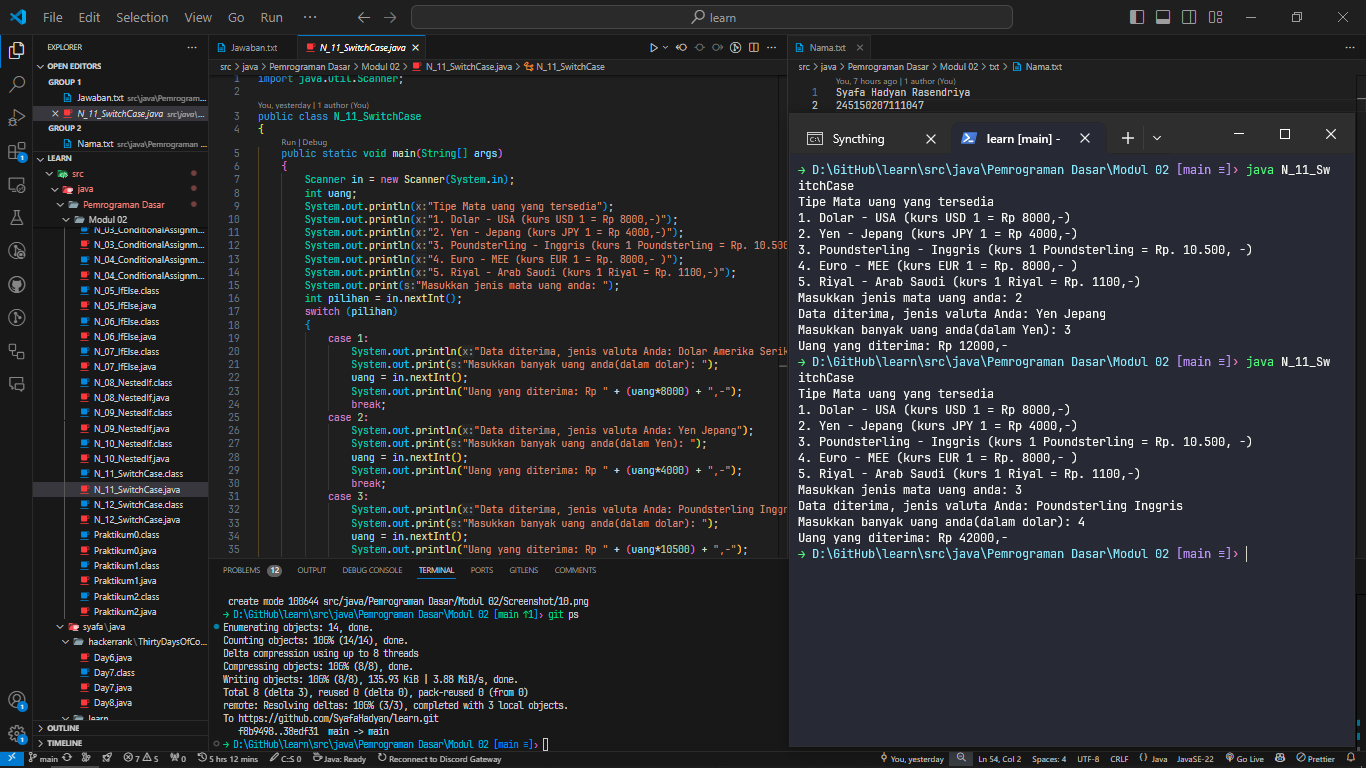 File Edit Selection View Go Run ··· learn
EXPLORER ···
OPEN EDITORS
GROUP 1
Jawaban.txt src\java\Pemrogram...
N_11_SwitchCase.java src\java\...
GROUP 2
Nama.txt src\java\Pemrograman ...
LEARN
src
java
Pemrograman Dasar
Modul 02
N_03_ConditionalAssignm...
N_03_ConditionalAssignm...
N_04_ConditionalAssignm...
N_04_ConditionalAssignm...
N_05_IfElse.class
N_05_IfElse.java
N_06_IfElse.class
N_06_IfElse.java
N_07_IfElse.class
N_07_IfElse.java
N_08_NestedIf.class
N_08_NestedIf.java
N_09_NestedIf.class
N_09_NestedIf.java
N_10_NestedIf.class
N_10_NestedIf.java
N_11_SwitchCase.class
N_11_SwitchCase.java
N_12_SwitchCase.class
N_12_SwitchCase.java
Praktikum0.class
Praktikum0.java
Praktikum1.class
Praktikum1.java
Praktikum2.class
Praktikum2.java
syafa \ java
hackerrank \ ThirtyDaysOfCo...
Day6.java
Day7.class
Day7.java
Day8.java
learn
OUTLINE
TIMELINE
Jawaban.txt N_11_SwitchCase.java
src > java > Pemrograman Dasar > Modul 02 > N_11_SwitchCase.java > N_11_SwitchCase
1 import java.util.Scanner;
2
You, yesterday | 1 author (You)
3 public class N_11_SwitchCase
4 {
Run | Debug
5 public static void main(String[] args)
6 {
7 Scanner in = new Scanner(System.in);
8 int uang;
9 System.out.println(x:"Tipe Mata uang yang tersedia");
10 System.out.println(x:"1. Dolar - USA (kurs USD 1 = Rp 8000,-)");
11 System.out.println(x:"2. Yen - Jepang (kurs JPY 1 = Rp 4000,-)");
12 System.out.println(x:"3. Poundsterling - Inggris (kurs 1 Poundsterling = Rp. 10.500
13 System.out.println(x:"4. Euro - MEE (kurs EUR 1 = Rp. 8000,- )");
14 System.out.println(x:"5. Riyal - Arab Saudi (kurs 1 Riyal = Rp. 1100,-)");
15 System.out.print(s:"Masukkan jenis mata uang anda: ");
16 int pilihan = in.nextInt();
17 switch (pilihan)
18 {
19 case 1:
20 System.out.println(x:"Data diterima, jenis valuta Anda: Dolar Amerika Serik
21 System.out.print(s:"Masukkan banyak uang anda(dalam dolar): ");
22 uang = in.nextInt();
23 System.out.println("Uang yang diterima: Rp " + (uang*8000) + ",-");
24 break;
25 case 2:
26 System.out.println(x:"Data diterima, jenis valuta Anda: Yen Jepang");
27 System.out.print(s:"Masukkan banyak uang anda(dalam Yen): ");
28 uang = in.nextInt();
29 System.out.println("Uang yang diterima: Rp " + (uang*4000) + ",-");
30 break;
31 case 3:
32 System.out.println(x:"Data diterima, jenis valuta Anda: Poundsterling Inggr
33 System.out.print(s:"Masukkan banyak uang anda(dalam dolar): ");
34 uang = in.nextInt();
35 System.out.println("Uang yang diterima: Rp " + (uang*10500) + ",-");
PROBLEMS 12 OUTPUT DEBUG CONSOLE TERMINAL PORTS GITLENS COMMENTS
create mode 100644 src/java/Pemrograman Dasar/Modul 02/Screenshot/10.png
→ D:\GitHub\learn\src\java\Pemrograman Dasar\Modul 02 [main ↑1]› git ps
Enumerating objects: 14, done.
Counting objects: 100% (14/14), done.
Delta compression using up to 8 threads
Compressing objects: 100% (8/8), done.
Writing objects: 100% (8/8), 135.93 KiB | 3.88 MiB/s, done.
Total 8 (delta 3), reused 0 (delta 0), pack-reused 0 (from 0)
remote: Resolving deltas: 100% (3/3), completed with 3 local objects.
To https://github.com/SyafaHadyan/learn.git
f0b9498..38edf31 main -> main
→ D:\GitHub\learn\src\java\Pemrograman Dasar\Modul 02 [main ≡]›
Nama.txt
src > java > Pemrograman Dasar > Modul 02 > txt > Nama.txt
You, 7 hours ago | 1 author (You)
1 Syafa Hadyan Rasendriya
2 245150207111047
Syncthing learn [main] -
→ D:\GitHub\learn\src\java\Pemrograman Dasar\Modul 02 [main ≡]› java N_11_Sw
itchCase
Tipe Mata uang yang tersedia
1. Dolar - USA (kurs USD 1 = Rp 8000,-)
2. Yen - Jepang (kurs JPY 1 = Rp 4000,-)
3. Poundsterling - Inggris (kurs 1 Poundsterling = Rp. 10.500, -)
4. Euro - MEE (kurs EUR 1 = Rp. 8000,- )
5. Riyal - Arab Saudi (kurs 1 Riyal = Rp. 1100,-)
Masukkan jenis mata uang anda: 2
Data diterima, jenis valuta Anda: Yen Jepang
Masukkan banyak uang anda(dalam Yen): 3
Uang yang diterima: Rp 12000,-
→ D:\GitHub\learn\src\java\Pemrograman Dasar\Modul 02 [main ≡]› java N_11_Sw
itchCase
Tipe Mata uang yang tersedia
1. Dolar - USA (kurs USD 1 = Rp 8000,-)
2. Yen - Jepang (kurs JPY 1 = Rp 4000,-)
3. Poundsterling - Inggris (kurs 1 Poundsterling = Rp. 10.500, -)
4. Euro - MEE (kurs EUR 1 = Rp. 8000,- )
5. Riyal - Arab Saudi (kurs 1 Riyal = Rp. 1100,-)
Masukkan jenis mata uang anda: 3
Data diterima, jenis valuta Anda: Poundsterling Inggris
Masukkan banyak uang anda(dalam dolar): 4
Uang yang diterima: Rp 42000,-
→ D:\GitHub\learn\src\java\Pemrograman Dasar\Modul 02 [main ≡]›
main 7 5 0 5 hrs 12 mins C::S 0 Java: Ready Reconnect to Discord Gateway You, yesterday Ln 54, Col 2 Spaces: 4 UTF-8 CRLF {} Java JavaSE-22 Go Live Prettier